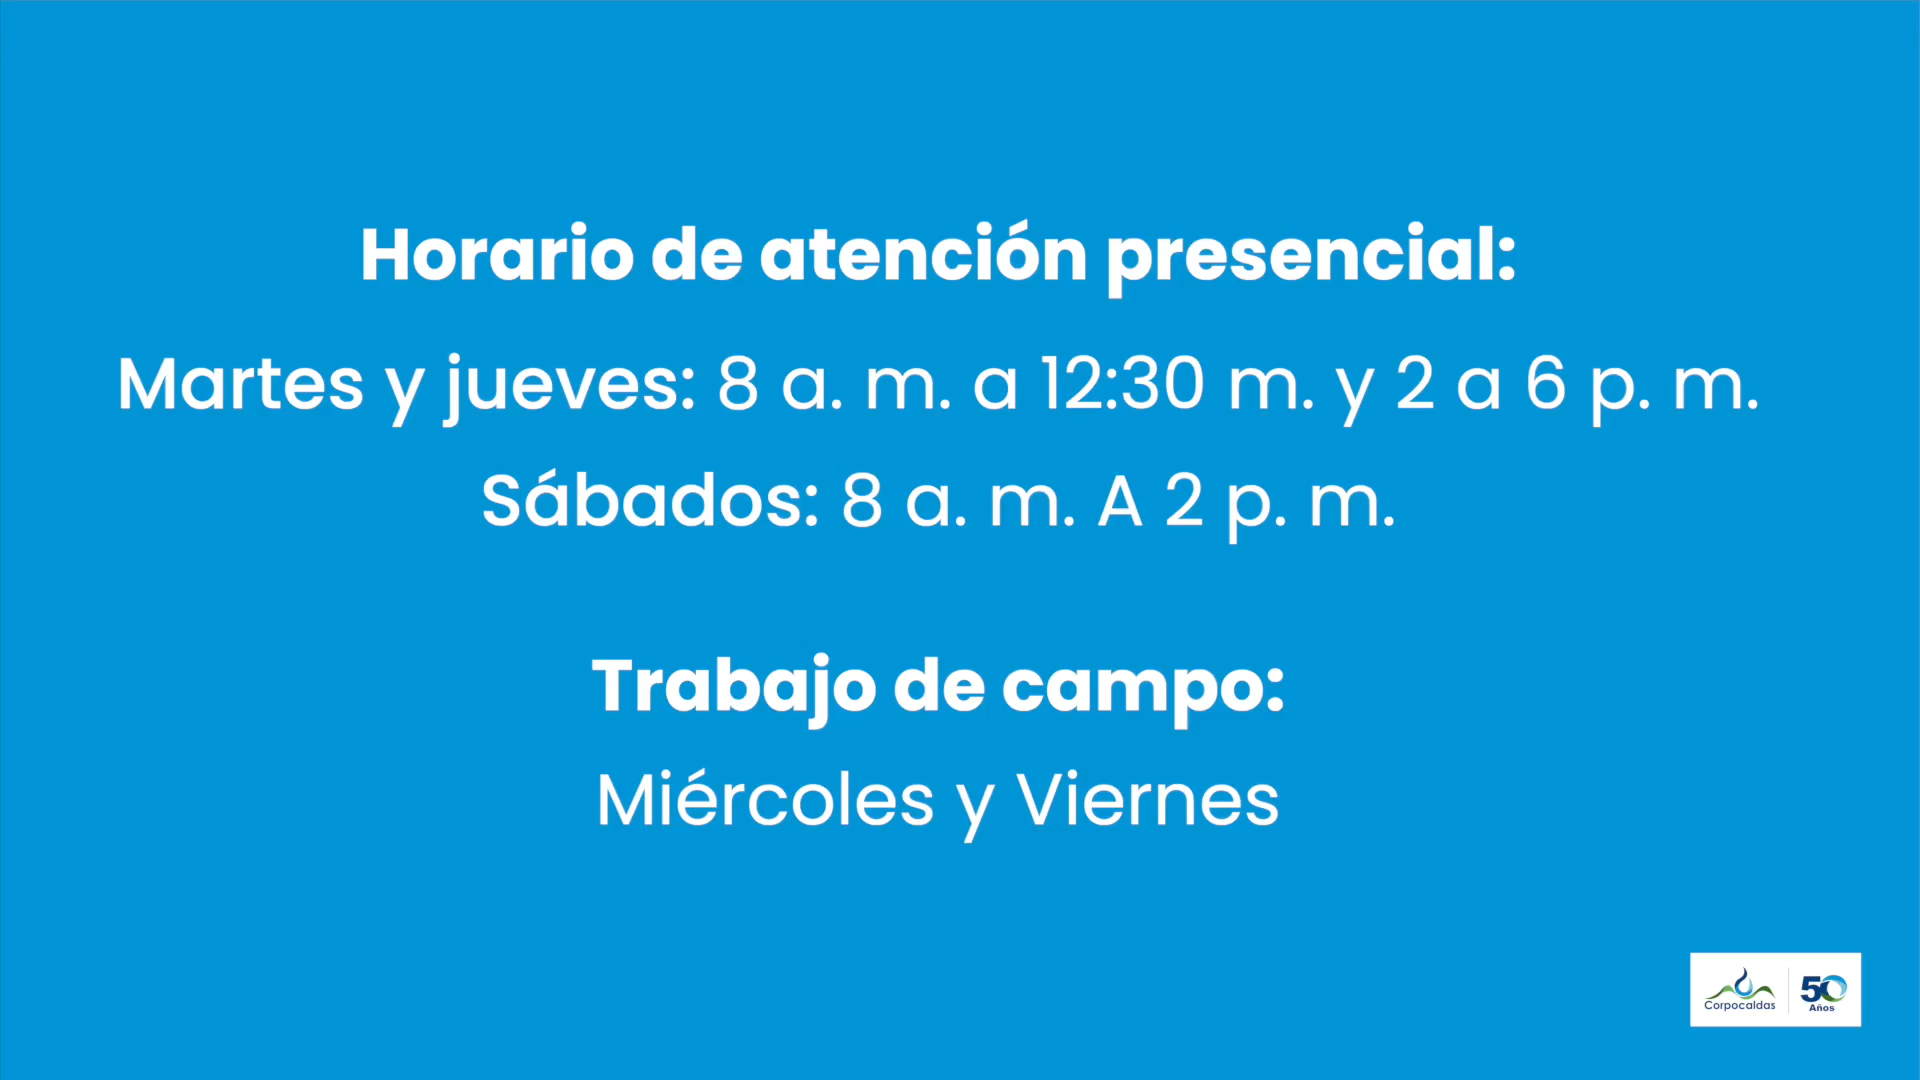 Horario de atención presencial:
Martes y jueves: 8 a. m. a 12:30 m. y 2 a 6 p. m.
Sábados: 8 a. m. A 2 p. m.
Trabajo de campo:
Miércoles y Viernes
Corpocaldas
50
Años